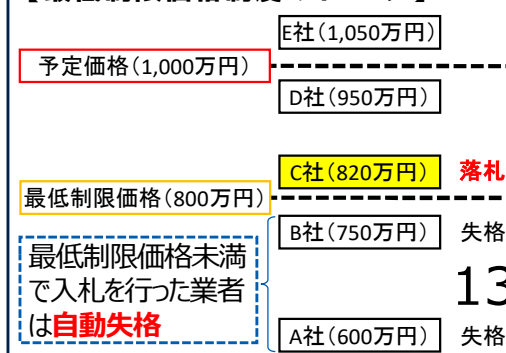 E社(1,050万円)
予定価格(1,000万円)
D社(950万円)
C社(820万円) 落札
最低制限価格(800万円)
B社(750万円) 失格
最低制限価格未満
で入札を行った業者
は自動失格
13
A社(600万円) 失格